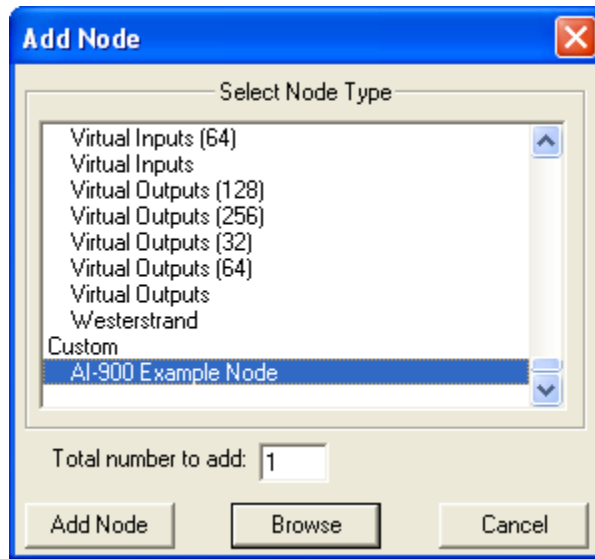 Add Node
Select Node Type
Virtual Inputs (64)
Virtual Inputs
Virtual Outputs (128)
Virtual Outputs (256)
Virtual Outputs (32)
Virtual Outputs (64)
Virtual Outputs
Westerstrand
Custom
AI-900 Example Node
Total number to add: 1
Add Node Browse Cancel